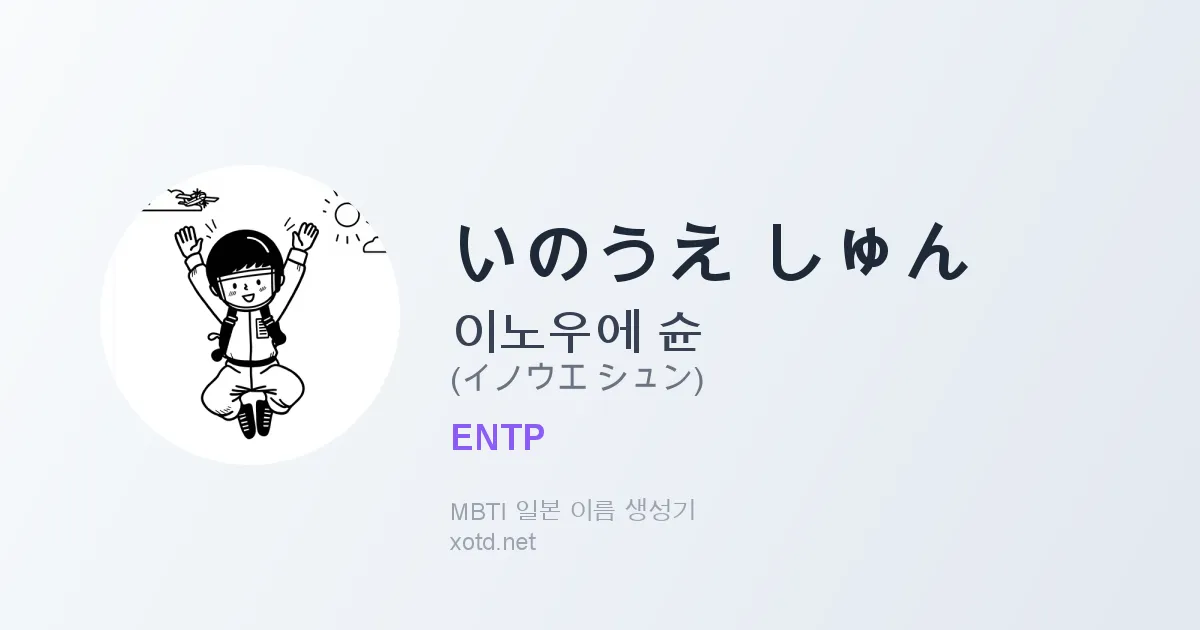 いのうえ しゅん
이노우에 슌
(イノウエ シュン)
ENTP
MBTI 일본 이름 생성기
xotd.net